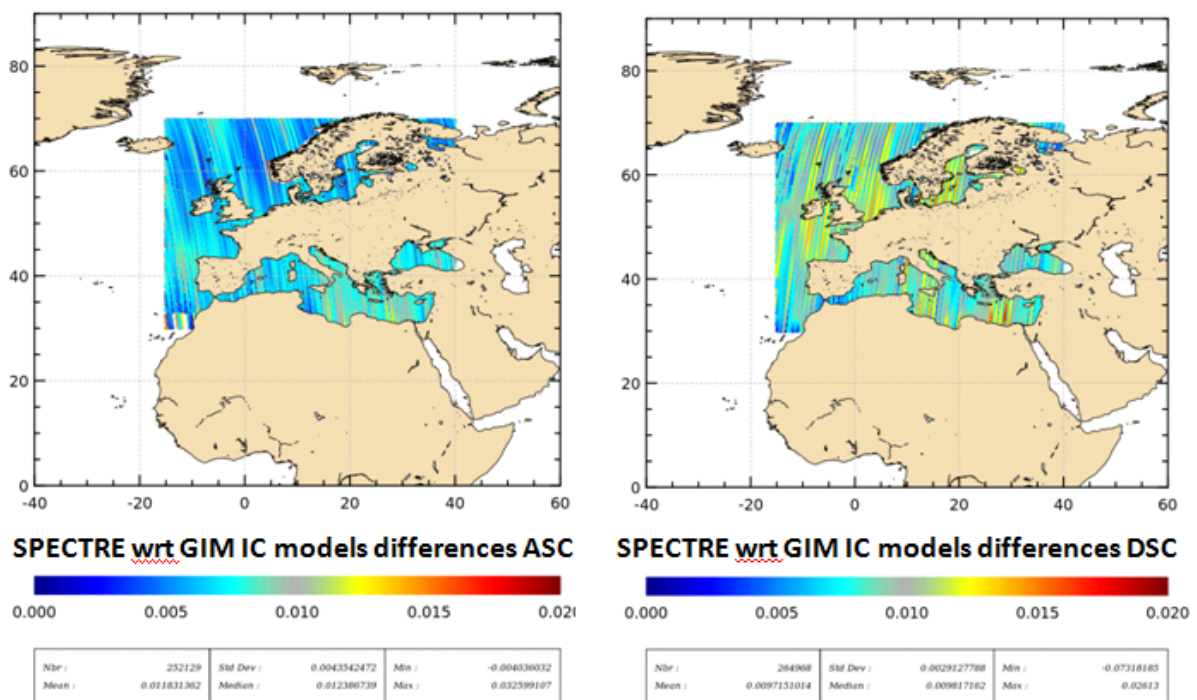 80
60
40
20
0
-40 -20 0 20 40 60
SPECTRE wrt GIM IC models differences ASC
0.000 0.005 0.010 0.015 0.02
Nbr : 252129 Std Dev : 0.0043542472 Min : -0.004036032
Mean : 0.011831362 Median : 0.012386739 Max : 0.032599107
80
60
40
20
0
-40 -20 0 20 40 60
SPECTRE wrt GIM IC models differences DSC
0.000 0.005 0.010 0.015 0.020
Nbr : 264968 Std Dev : 0.0029127788 Min : -0.07318185
Mean : 0.0097151014 Median : 0.009817162 Max : 0.02613